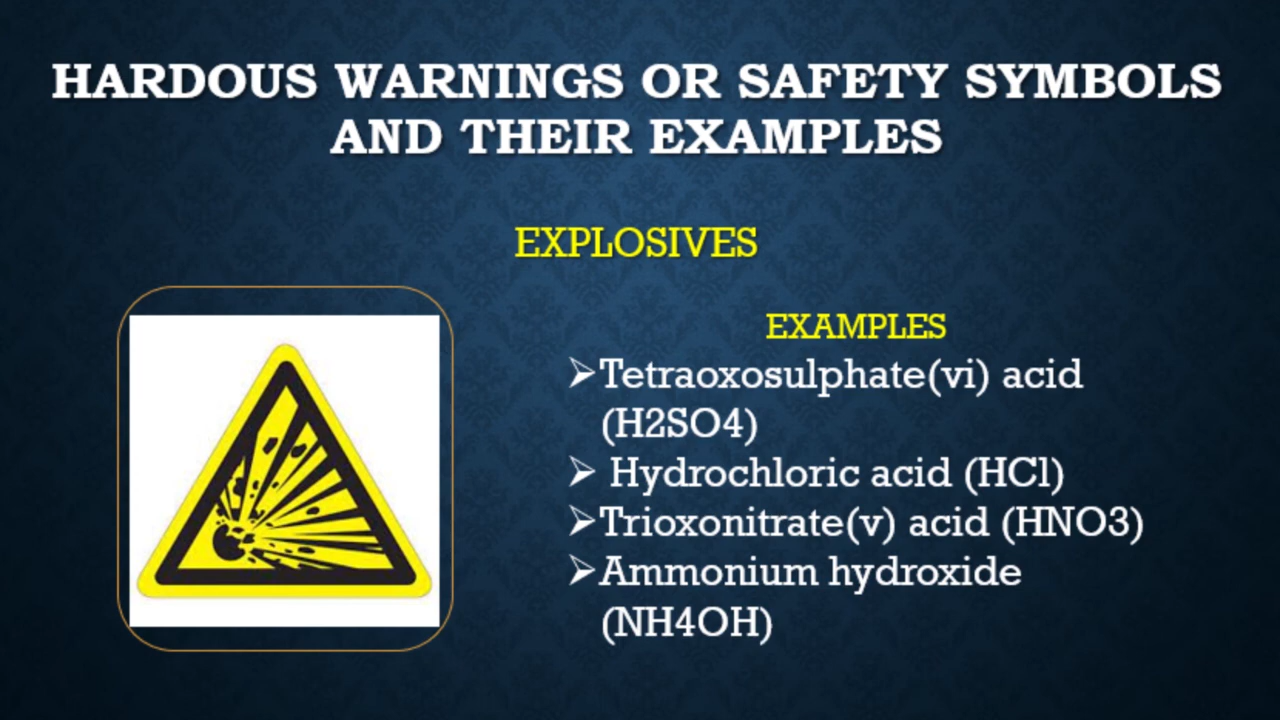 HARDOUS WARNINGS OR SAFETY SYMBOLS
AND THEIR EXAMPLES
EXPLOSIVES
EXAMPLES
➢Tetraoxosulphate(vi) acid
(H2SO4)
➢ Hydrochloric acid (HCl)
➢Trioxonitrate(v) acid (HNO3)
➢Ammonium hydroxide
(NH4OH)